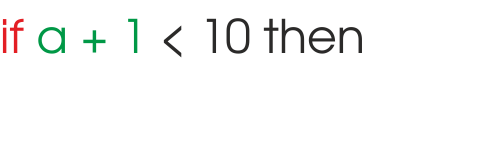 if a + 1 < 10 then